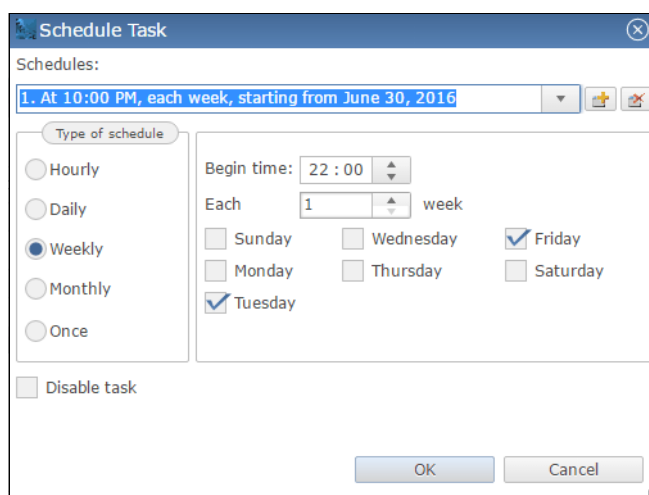 Schedule Task
Schedules:
1. At 10:00 PM, each week, starting from June 30, 2016
Type of schedule
Hourly
Daily
Weekly
Monthly
Once
Begin time: 22 : 00
Each 1 week
Sunday Wednesday Friday
Monday Thursday Saturday
Tuesday
Disable task
OK Cancel